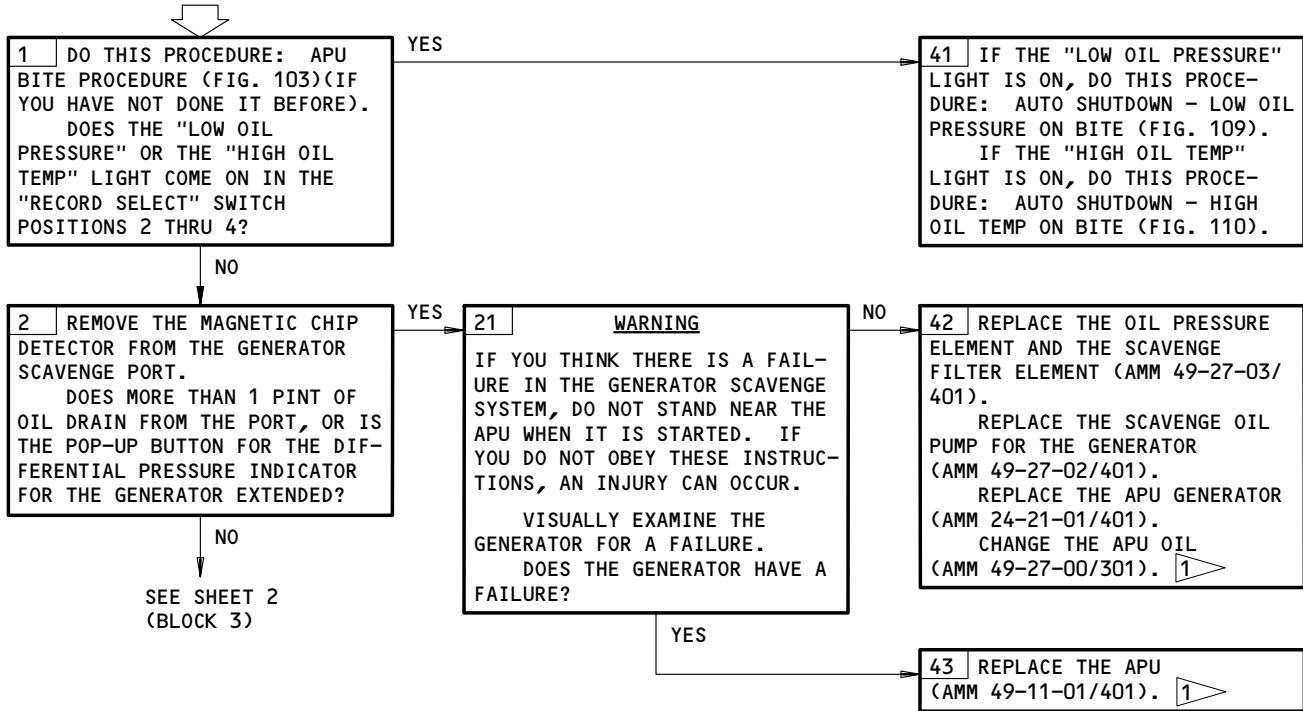 1 DO THIS PROCEDURE: APU
BITE PROCEDURE (FIG. 103)(IF
YOU HAVE NOT DONE IT BEFORE).
DOES THE "LOW OIL
PRESSURE" OR THE "HIGH OIL
TEMP" LIGHT COME ON IN THE
"RECORD SELECT" SWITCH
POSITIONS 2 THRU 4?
YES
41 IF THE "LOW OIL PRESSURE"
LIGHT IS ON, DO THIS PROCE-
DURE: AUTO SHUTDOWN - LOW OIL
PRESSURE ON BITE (FIG. 109).
IF THE "HIGH OIL TEMP"
LIGHT IS ON, DO THIS PROCE-
DURE: AUTO SHUTDOWN - HIGH
OIL TEMP ON BITE (FIG. 110).
NO
2 REMOVE THE MAGNETIC CHIP
DETECTOR FROM THE GENERATOR
SCAVENGE PORT.
DOES MORE THAN 1 PINT OF
OIL DRAIN FROM THE PORT, OR IS
THE POP-UP BUTTON FOR THE DIF-
FERENTIAL PRESSURE INDICATOR
FOR THE GENERATOR EXTENDED?
YES
21 WARNING
IF YOU THINK THERE IS A FAIL-
URE IN THE GENERATOR SCAVENGE
SYSTEM, DO NOT STAND NEAR THE
APU WHEN IT IS STARTED. IF
YOU DO NOT OBEY THESE INSTRUC-
TIONS, AN INJURY CAN OCCUR.
VISUALLY EXAMINE THE
GENERATOR FOR A FAILURE.
DOES THE GENERATOR HAVE A
FAILURE?
NO
42 REPLACE THE OIL PRESSURE
ELEMENT AND THE SCAVENGE
FILTER ELEMENT (AMM 49-27-03/
401).
REPLACE THE SCAVENGE OIL
PUMP FOR THE GENERATOR
(AMM 49-27-02/401).
REPLACE THE APU GENERATOR
(AMM 24-21-01/401).
CHANGE THE APU OIL
(AMM 49-27-00/301). 1
NO
SEE SHEET 2
(BLOCK 3)
YES
43 REPLACE THE APU
(AMM 49-11-01/401). 1